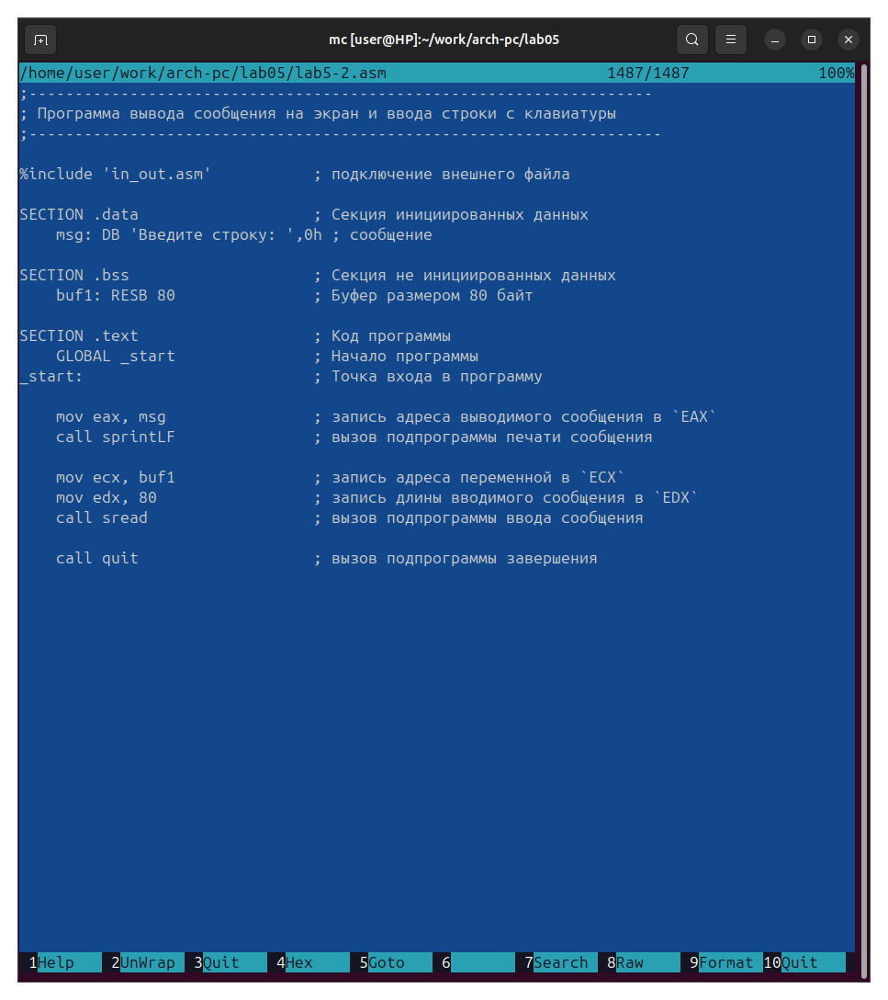 mc [user@HP]:~/work/arch-pc/lab05
/home/user/work/arch-pc/lab05/lab5-2.asm 1487/1487 100%
;--------------------------------------------------------------------
; Программа вывода сообщения на экран и ввода строки с клавиатуры
;---------------------------------------------------------------------
%include 'in_out.asm' ; подключение внешнего файла
SECTION .data ; Секция инициированных данных
msg: DB 'Введите строку: ',0h ; сообщение
SECTION .bss ; Секция не инициированных данных
buf1: RESB 80 ; Буфер размером 80 байт
SECTION .text ; Код программы
GLOBAL _start ; Начало программы
_start: ; Точка входа в программу
mov eax, msg ; запись адреса выводимого сообщения в `EAX`
call sprintLF ; вызов подпрограммы печати сообщения
mov ecx, buf1 ; запись адреса переменной в `ECX`
mov edx, 80 ; запись длины вводимого сообщения в `EDX`
call sread ; вызов подпрограммы ввода сообщения
call quit ; вызов подпрограммы завершения
1Help 2UnWrap 3Quit 4Hex 5Goto 6 7Search 8Raw 9Format 10Quit